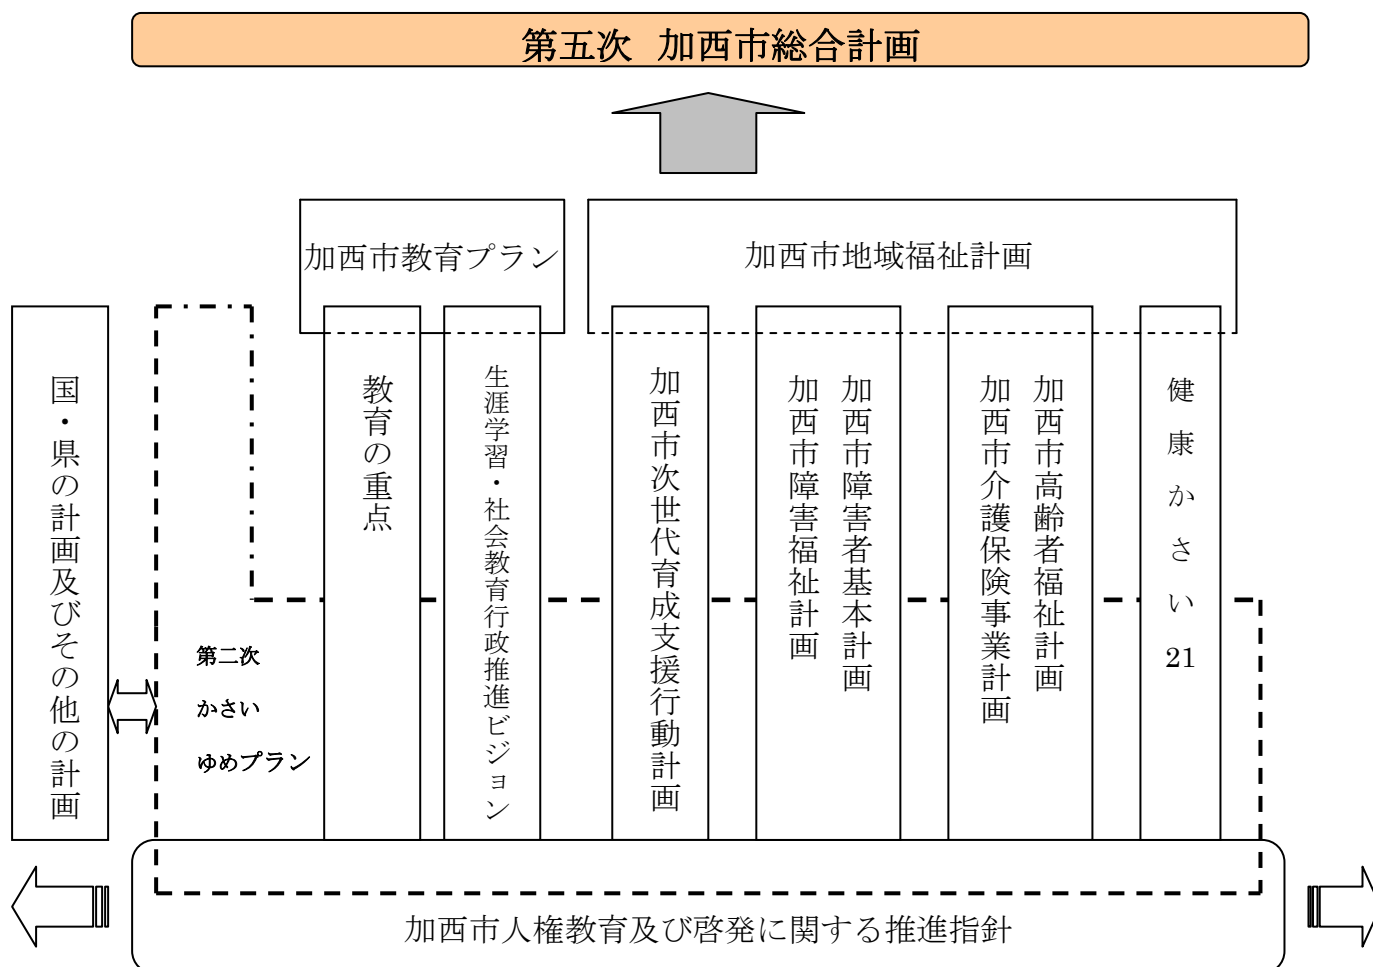 第五次 加西市総合計画
加西市教育プラン
加西市地域福祉計画
国・県の計画及びその他の計画
第二次
かさい
ゆめプラン
教育の重点
生涯学習・社会教育行政推進ビジョン
加西市次世代育成支援行動計画
加西市障害者基本計画
加西市障害福祉計画
加西市高齢者福祉計画
加西市介護保険事業計画
健康かさい21
加西市人権教育及び啓発に関する推進指針